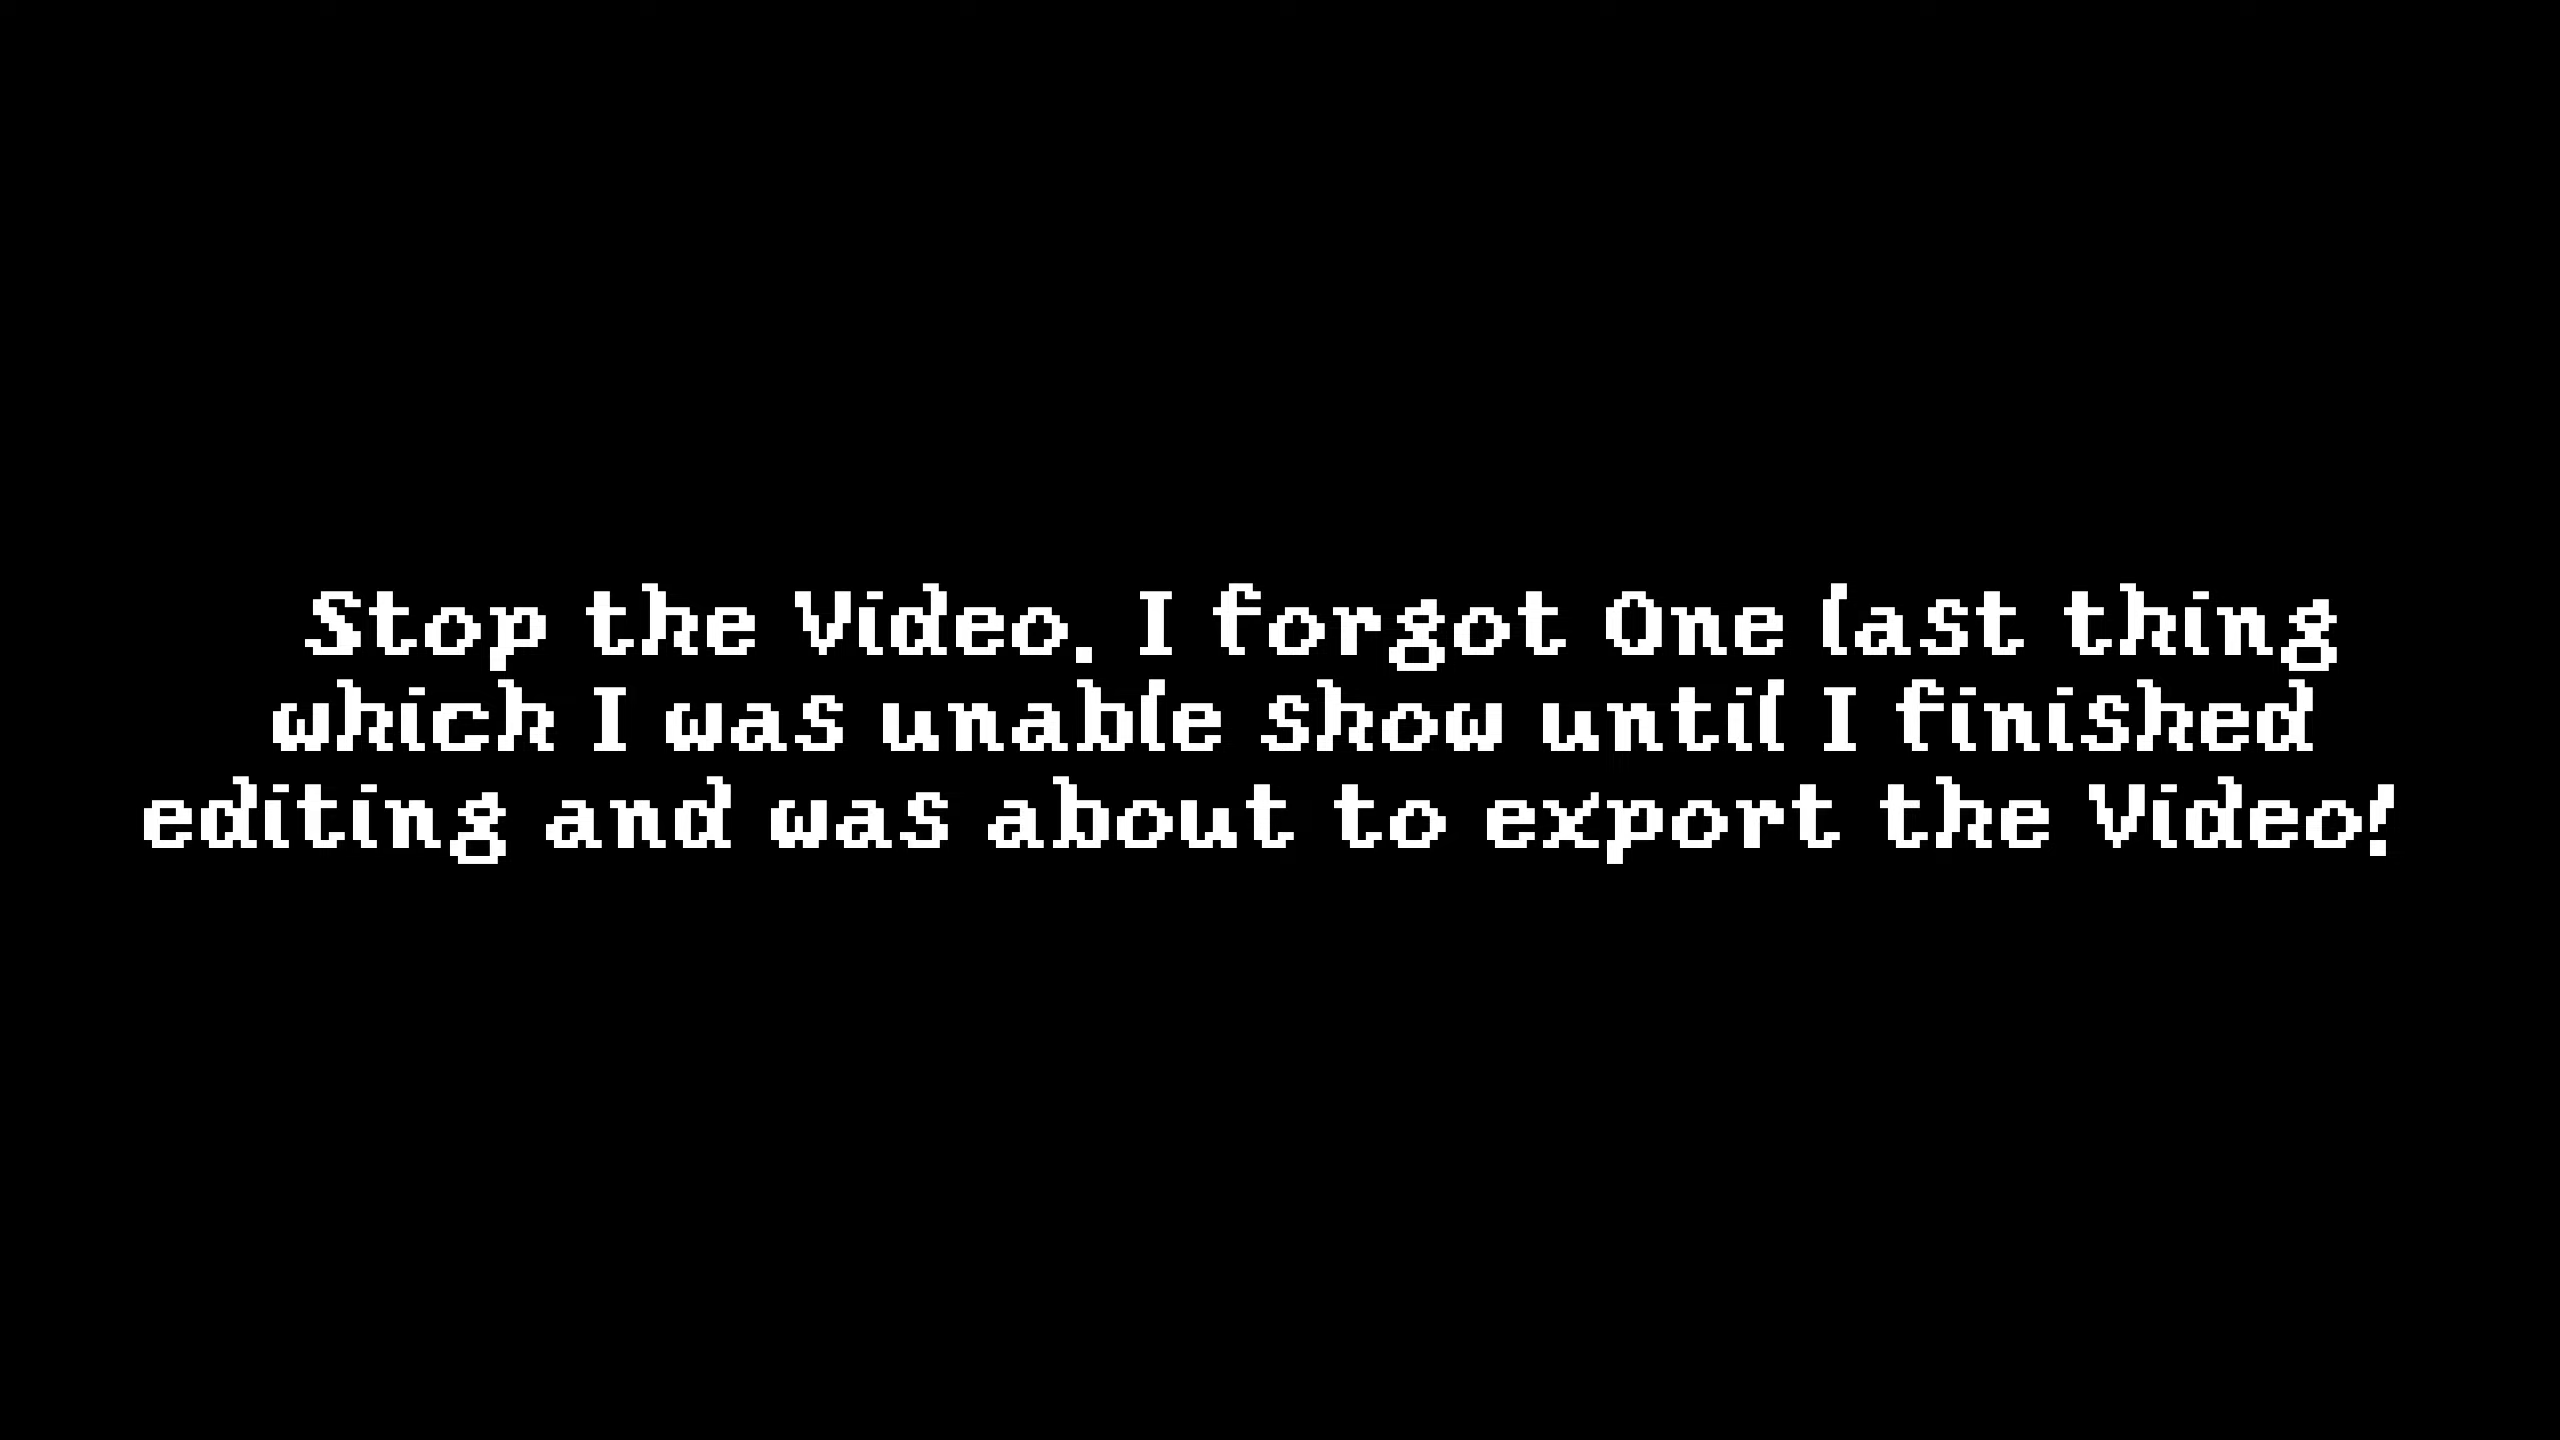 Stop the Video. I forgot One last thing
which I was unable show until I finished
editing and was about to export the Video!